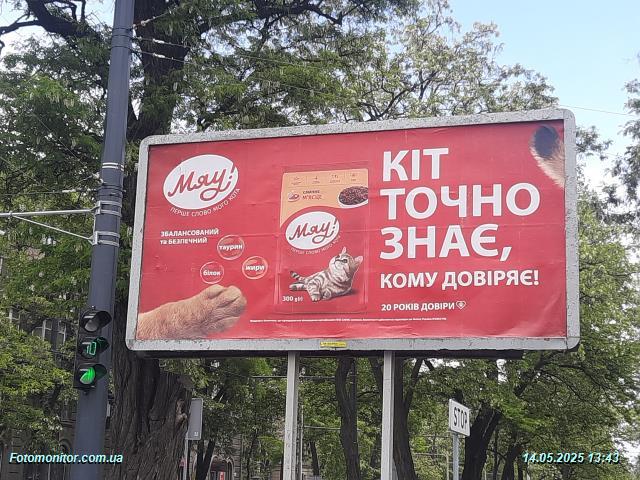 Мяу!
ПЕРШЕ СЛОВО МОГО КОТА
ЗБАЛАНСОВАНИЙ
та БЕЗПЕЧНИЙ
таурин
білок
жири
Мяу!
300 g(г)
КІТ
ТОЧНО
ЗНАЄ,
КОМУ ДОВІРЯЄ!
20 РОКІВ ДОВІРИ
10
STOP
Fotomonitor.com.ua
14.05.2025 13:43